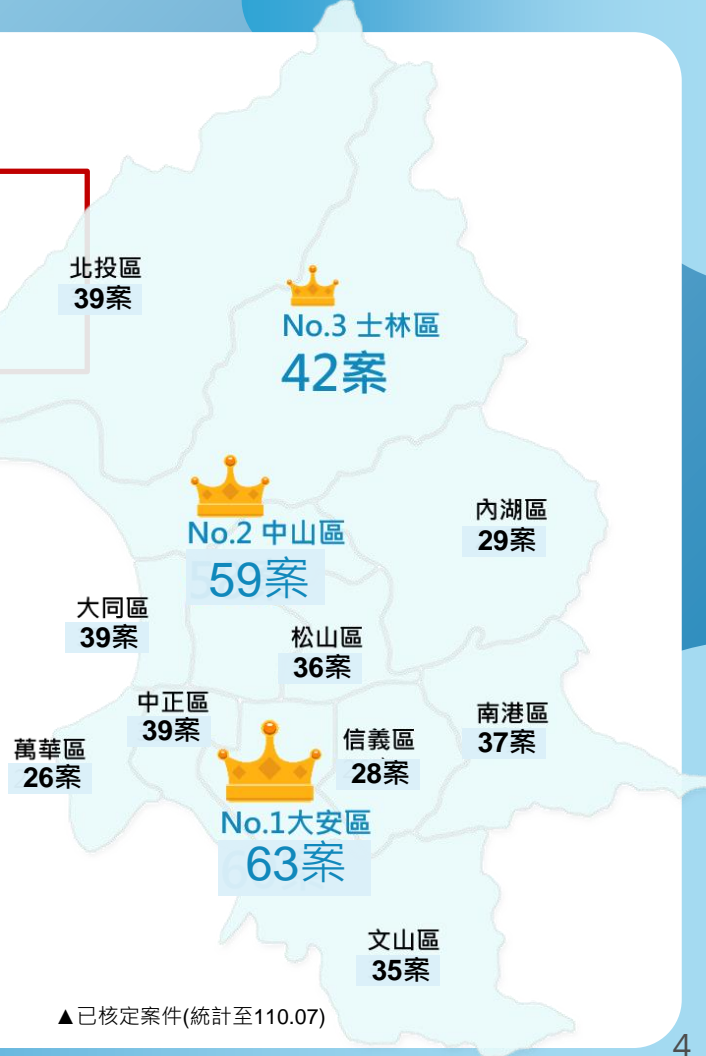 北投區
39案
No.3 士林區
42案
No.2 中山區
59案
內湖區
29案
大同區
39案
松山區
36案
中正區
39案
南港區
37案
信義區
28案
萬華區
26案
No.1大安區
63案
文山區
35案
▲已核定案件(統計至110.07)
4